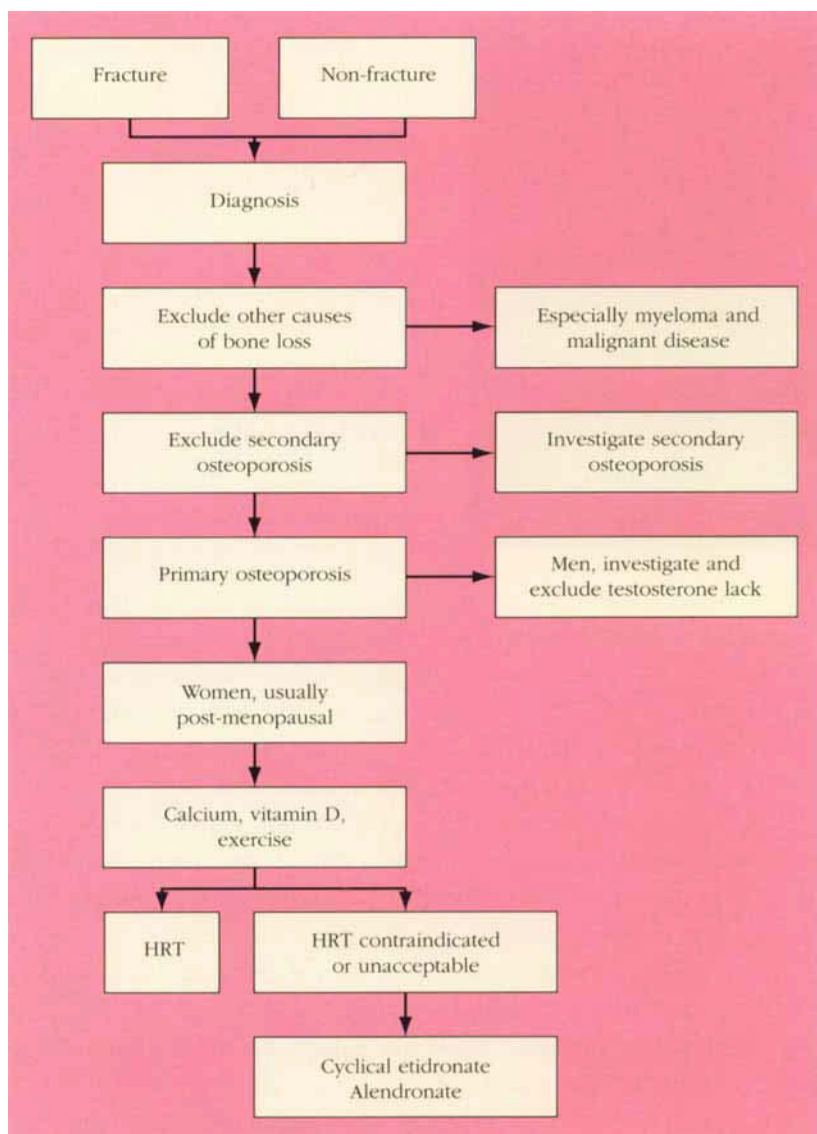 Fracture
Non-fracture
Diagnosis
Exclude other causes
of bone loss
Especially myeloma and
malignant disease
Exclude secondary
osteoporosis
Investigate secondary
osteoporosis
Primary osteoporosis
Men, investigate and
exclude testosterone lack
Women, usually
post-menopausal
Calcium, vitamin D,
exercise
HRT
HRT contraindicated
or unacceptable
Cyclical etidronate
Alendronate